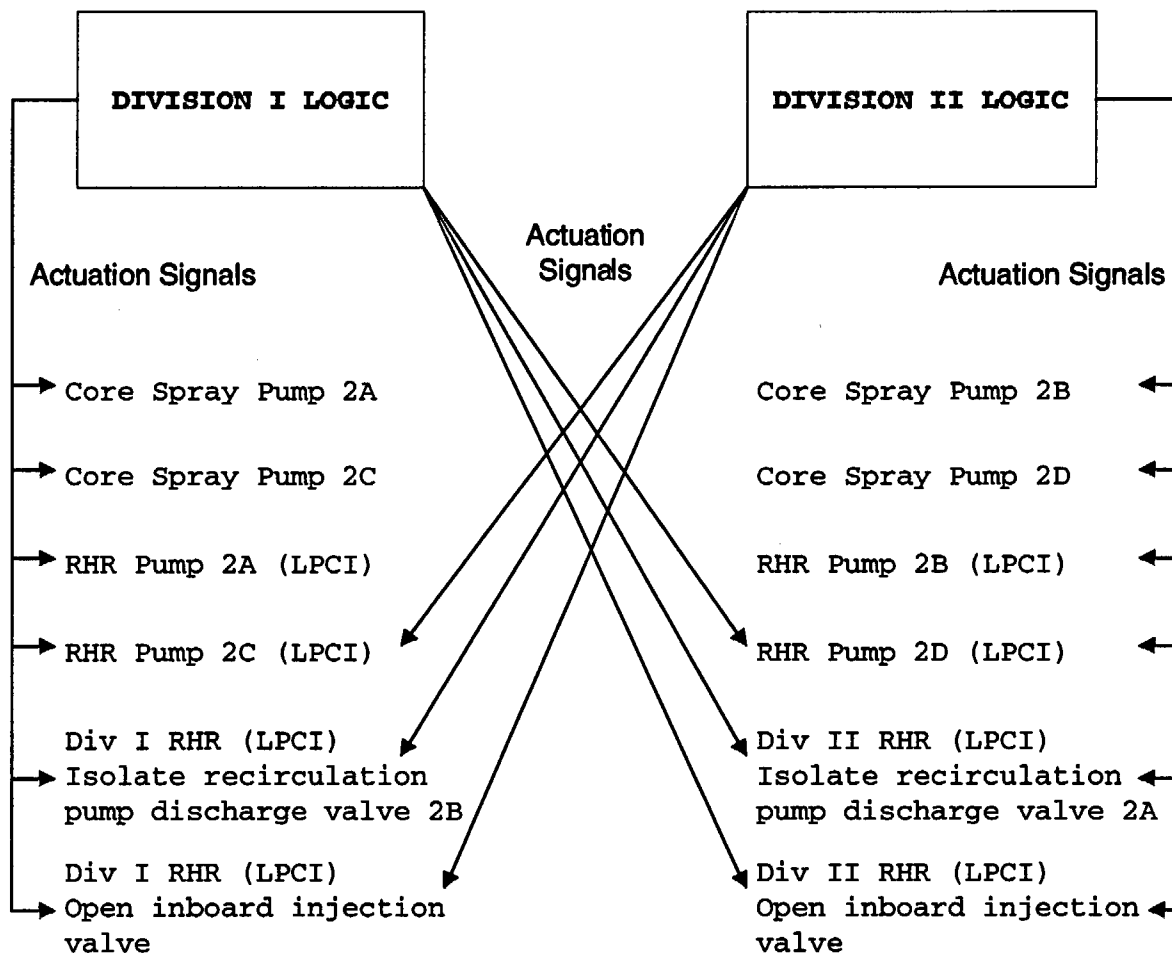 DIVISION I LOGIC
DIVISION II LOGIC
Actuation
Signals
Actuation Signals
Actuation Signals
Core Spray Pump 2A
Core Spray Pump 2B
Core Spray Pump 2C
Core Spray Pump 2D
RHR Pump 2A (LPCI)
RHR Pump 2B (LPCI)
RHR Pump 2C (LPCI)
RHR Pump 2D (LPCI)
Div I RHR (LPCI)
Isolate recirculation
pump discharge valve 2B
Div II RHR (LPCI)
Isolate recirculation
pump discharge valve 2A
Div I RHR (LPCI)
Open inboard injection
valve
Div II RHR (LPCI)
Open inboard injection
valve